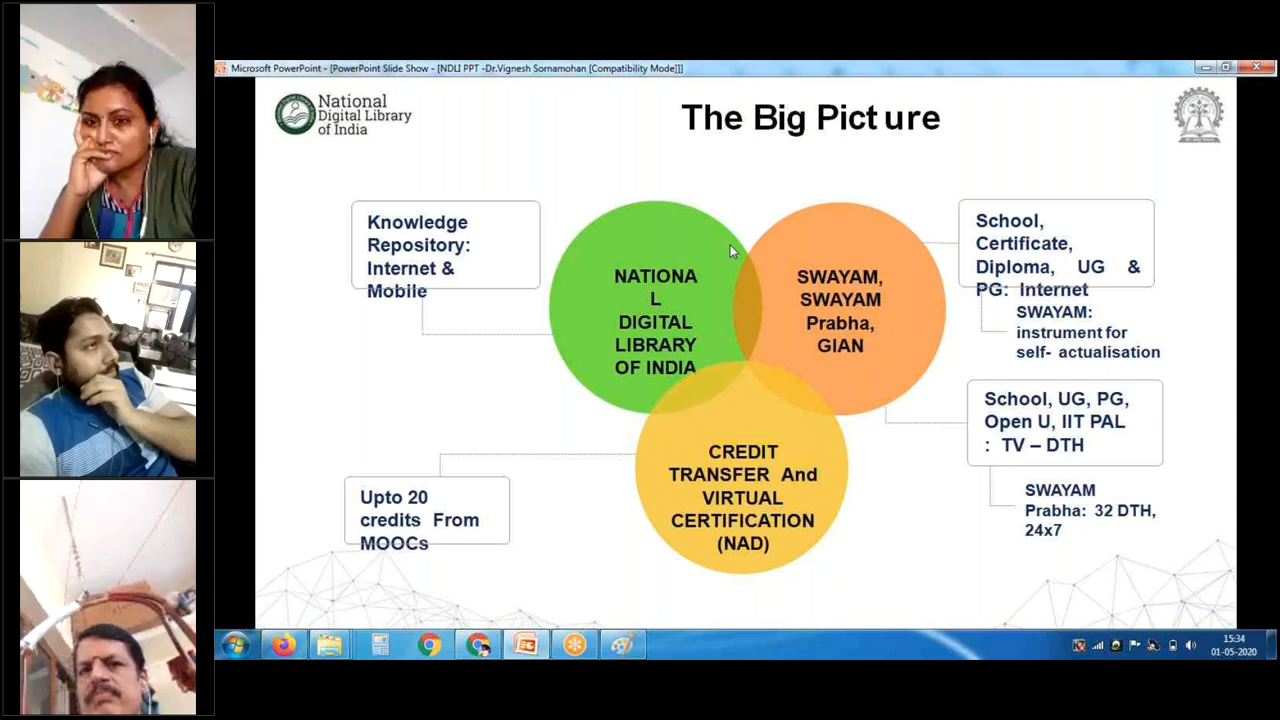 Microsoft PowerPoint - [PowerPoint Slide Show - [NDLI PPT -Dr.Vignesh Sornamohan [Compatibility Mode]]]
National
Digital Library
of India
The Big Picture
Knowledge
Repository:
Internet &
Mobile
NATIONA
L
DIGITAL
LIBRARY
OF INDIA
SWAYAM,
SWAYAM
Prabha,
GIAN
School,
Certificate,
Diploma, UG &
PG: Internet
SWAYAM:
instrument for
self- actualisation
School, UG, PG,
Open U, IIT PAL
: TV – DTH
SWAYAM
Prabha: 32 DTH,
24x7
CREDIT
TRANSFER And
VIRTUAL
CERTIFICATION
(NAD)
Upto 20
credits From
MOOCs
15:34
01-05-2020